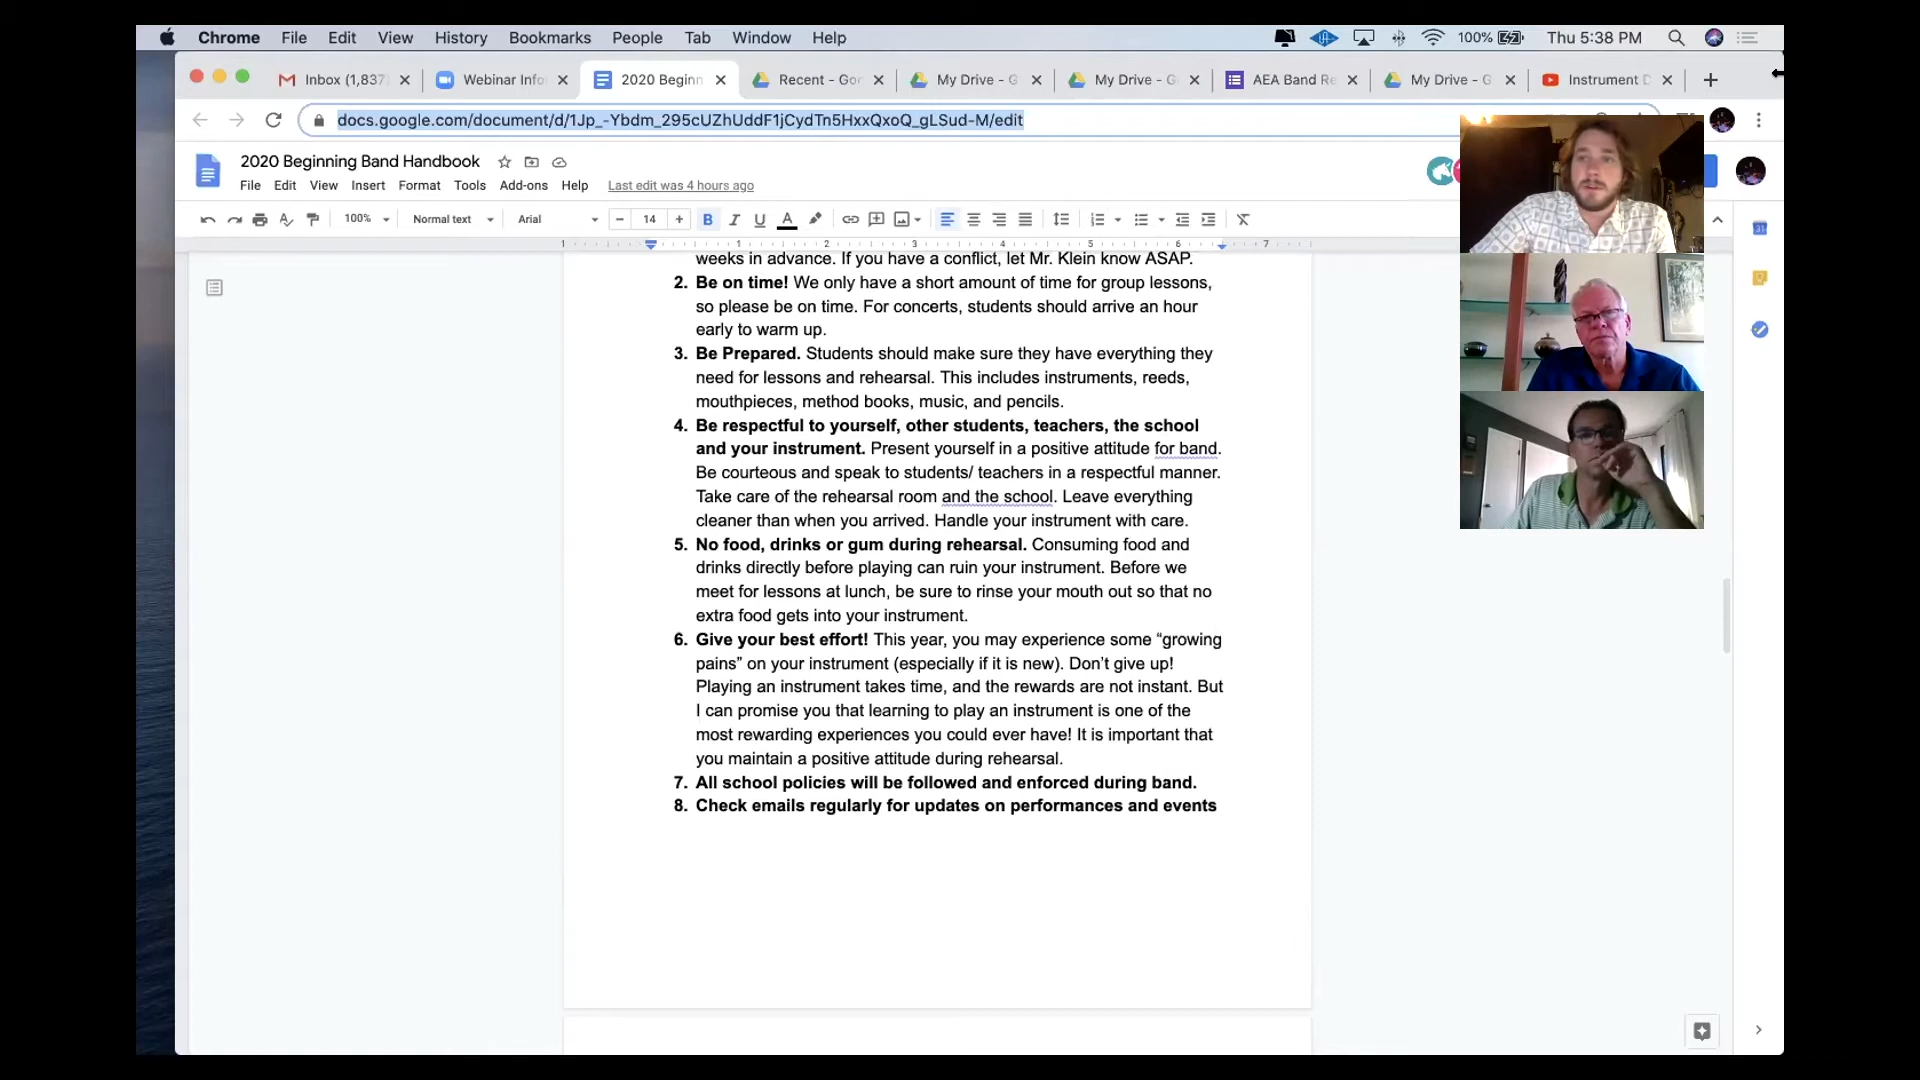 Chrome File Edit View History Bookmarks People Tab Window Help 100% Thu 5:38 PM
Inbox (1,837 Webinar Info 2020 Beginn Recent - Goo My Drive - G My Drive - G AEA Band Re My Drive - G Instrument D
docs.google.com/document/d/1Jp_-Ybdm_295cUZhUddF1jCydTn5HxxQxoQ_gLSud-M/edit
2020 Beginning Band Handbook
File Edit View Insert Format Tools Add-ons Help Last edit was 4 hours ago
100% Normal text Arial 14 B I U A
1 1 2 3 4 5 6 7
31
weeks in advance. If you have a conflict, let Mr. Klein know ASAP.
2. Be on time! We only have a short amount of time for group lessons,
so please be on time. For concerts, students should arrive an hour
early to warm up.
3. Be Prepared. Students should make sure they have everything they
need for lessons and rehearsal. This includes instruments, reeds,
mouthpieces, method books, music, and pencils.
4. Be respectful to yourself, other students, teachers, the school
and your instrument. Present yourself in a positive attitude for band.
Be courteous and speak to students/ teachers in a respectful manner.
Take care of the rehearsal room and the school. Leave everything
cleaner than when you arrived. Handle your instrument with care.
5. No food, drinks or gum during rehearsal. Consuming food and
drinks directly before playing can ruin your instrument. Before we
meet for lessons at lunch, be sure to rinse your mouth out so that no
extra food gets into your instrument.
6. Give your best effort! This year, you may experience some “growing
pains” on your instrument (especially if it is new). Don’t give up!
Playing an instrument takes time, and the rewards are not instant. But
I can promise you that learning to play an instrument is one of the
most rewarding experiences you could ever have! It is important that
you maintain a positive attitude during rehearsal.
7. All school policies will be followed and enforced during band.
8. Check emails regularly for updates on performances and events